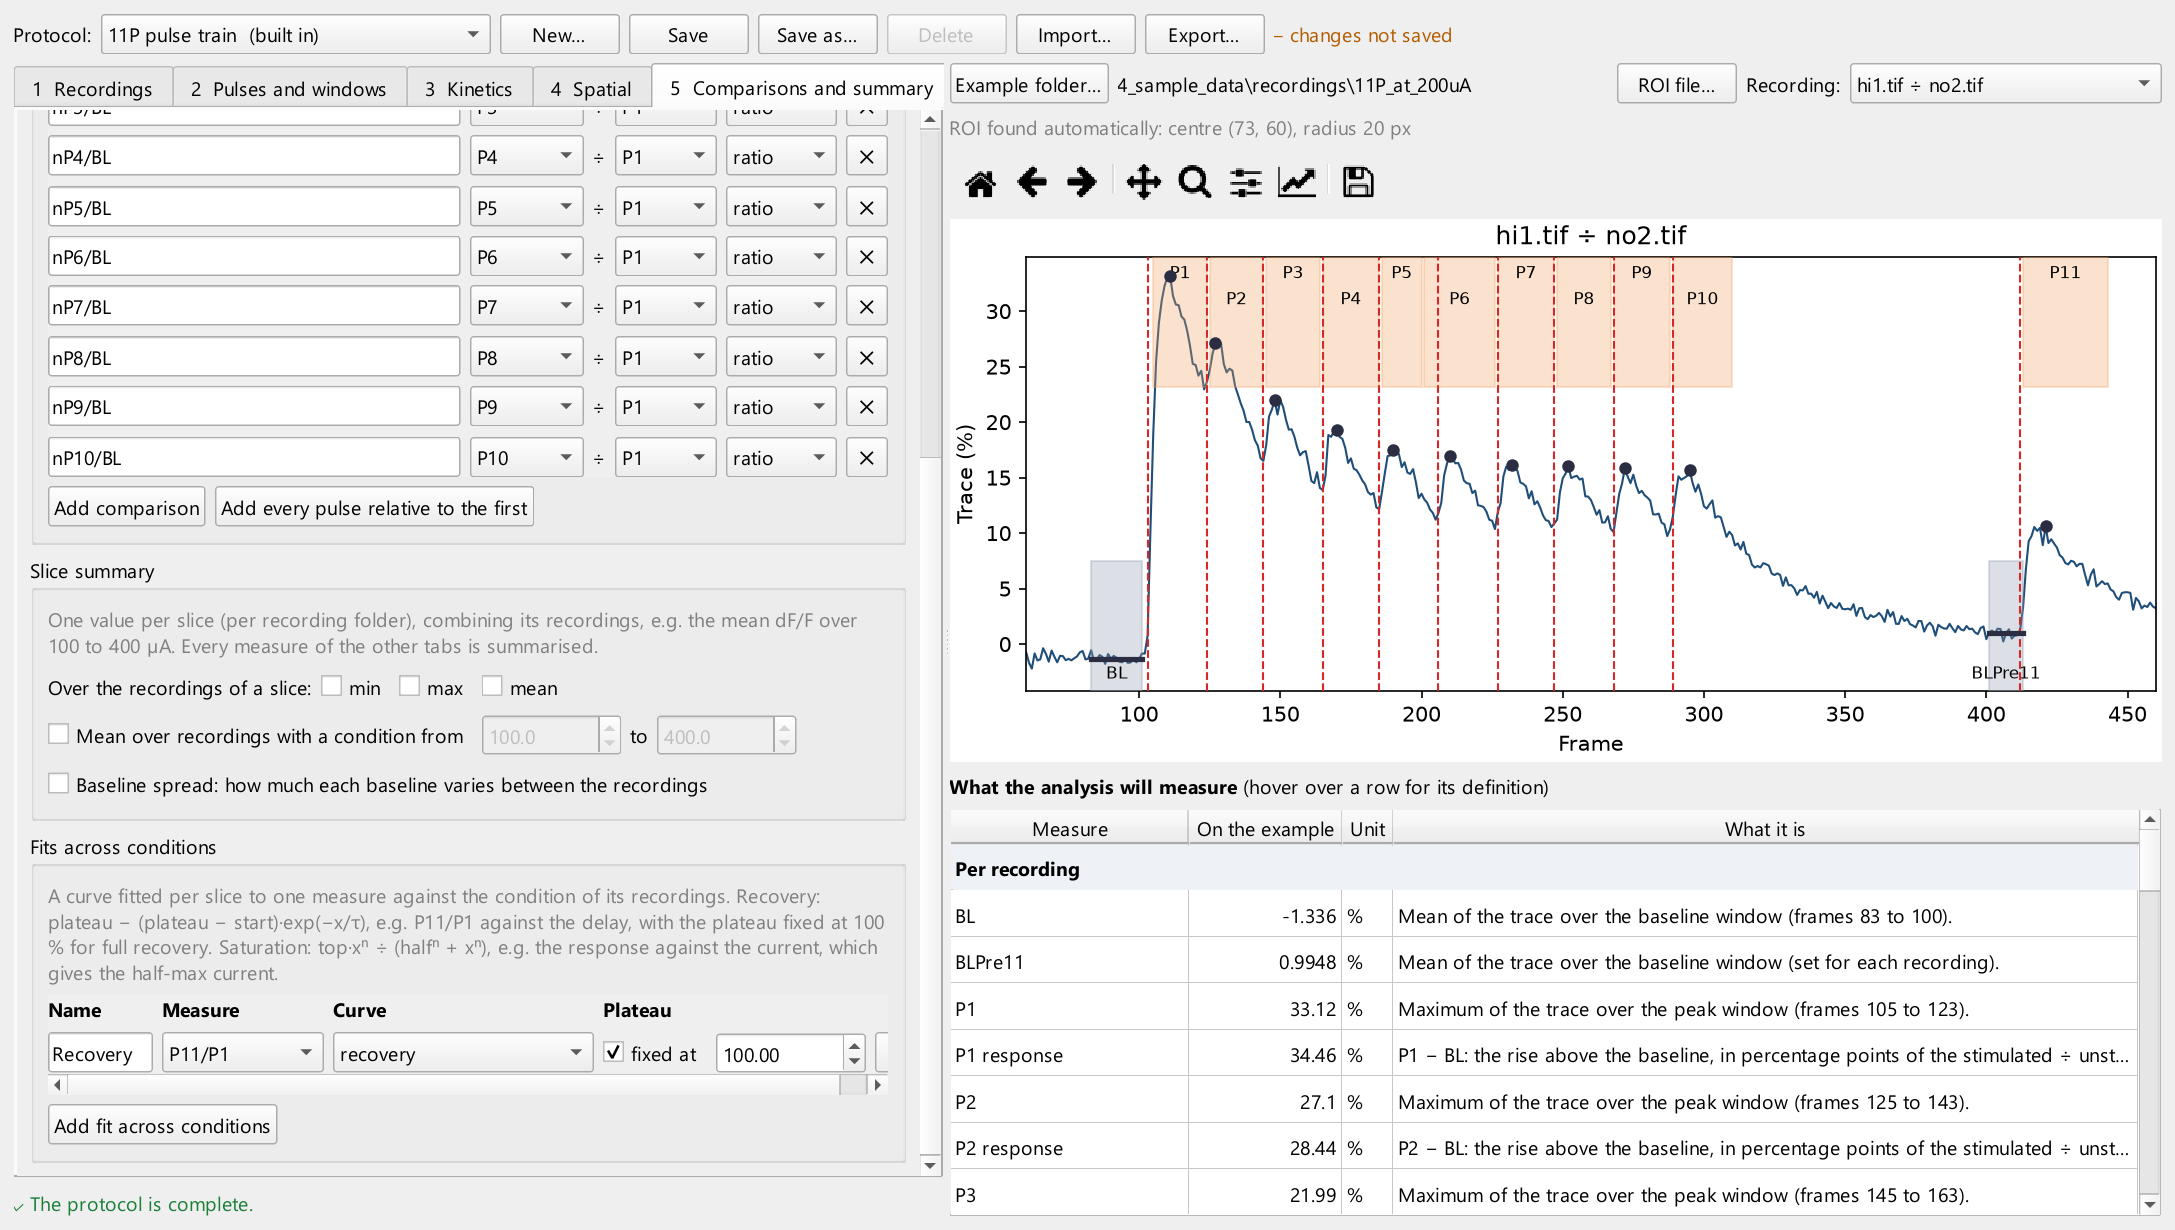 Protocol: 11P pulse train (built in) New... Save Save as... Delete Import... Export... – changes not saved
1 Recordings 2 Pulses and windows 3 Kinetics 4 Spatial 5 Comparisons and summary
nP4/BL P4 ÷ P1 ratio ×
nP5/BL P5 ÷ P1 ratio ×
nP6/BL P6 ÷ P1 ratio ×
nP7/BL P7 ÷ P1 ratio ×
nP8/BL P8 ÷ P1 ratio ×
nP9/BL P9 ÷ P1 ratio ×
nP10/BL P10 ÷ P1 ratio ×
Add comparison Add every pulse relative to the first
Slice summary
One value per slice (per recording folder), combining its recordings, e.g. the mean dF/F over
100 to 400 µA. Every measure of the other tabs is summarised.
Over the recordings of a slice: min max mean
Mean over recordings with a condition from 100.0 to 400.0
Baseline spread: how much each baseline varies between the recordings
Fits across conditions
A curve fitted per slice to one measure against the condition of its recordings. Recovery:
plateau − (plateau − start)·exp(−x/τ), e.g. P11/P1 against the delay, with the plateau fixed at 100
% for full recovery. Saturation: top·xⁿ ÷ (halfⁿ + xⁿ), e.g. the response against the current, which
gives the half-max current.
Name Measure Curve Plateau
Recovery P11/P1 recovery fixed at 100.00
Add fit across conditions
✓ The protocol is complete.
Example folder... 4_sample_data\recordings\11P_at_200uA ROI file... Recording: hi1.tif ÷ no2.tif
ROI found automatically: centre (73, 60), radius 20 px
hi1.tif ÷ no2.tif
P1 P3 P5 P7 P9 P11
P2 P4 P6 P8 P10
30
25
20
15
10
5
0
Trace (%)
BL BLPre11
100 150 200 250 300 350 400 450
Frame
What the analysis will measure (hover over a row for its definition)
Measure On the example Unit What it is
Per recording
BL -1.336 % Mean of the trace over the baseline window (frames 83 to 100).
BLPre11 0.9948 % Mean of the trace over the baseline window (set for each recording).
P1 33.12 % Maximum of the trace over the peak window (frames 105 to 123).
P1 response 34.46 % P1 − BL: the rise above the baseline, in percentage points of the stimulated ÷ unst...
P2 27.1 % Maximum of the trace over the peak window (frames 125 to 143).
P2 response 28.44 % P2 − BL: the rise above the baseline, in percentage points of the stimulated ÷ unst...
P3 21.99 % Maximum of the trace over the peak window (frames 145 to 163).